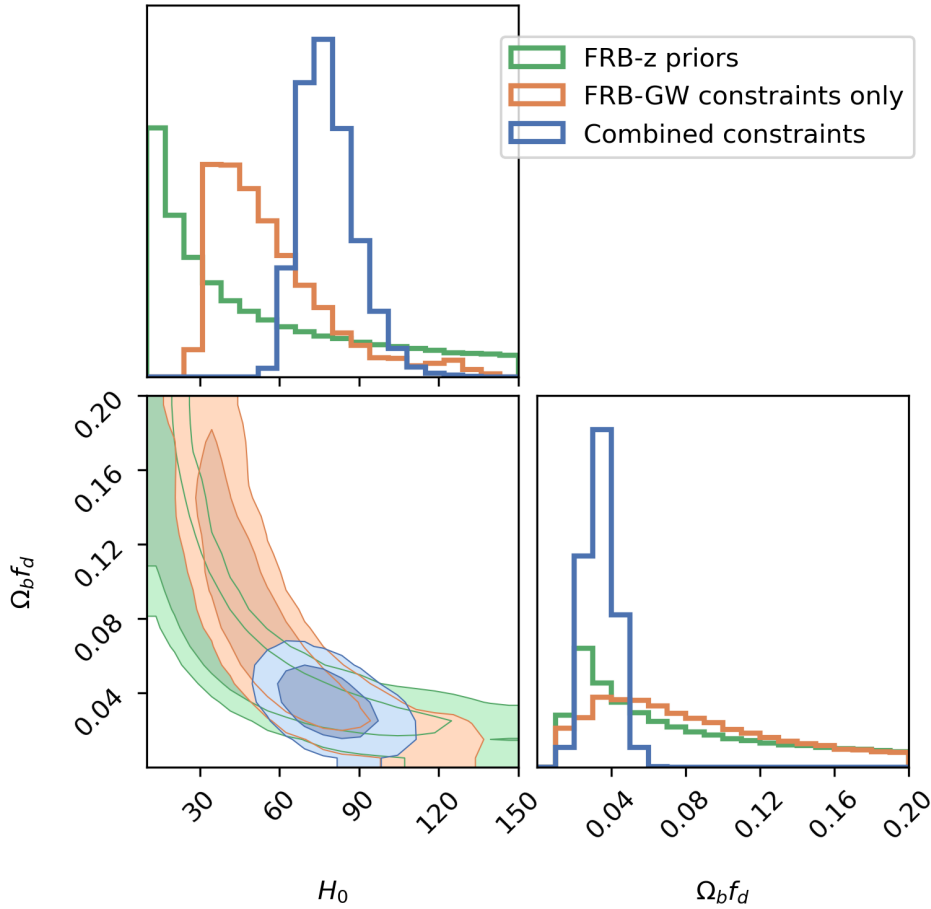 FRB-z priors
FRB-GW constraints only
Combined constraints
0.20
0.16
0.12
0.08
0.04
Ω_b f_d
30
60
90
120
150
H_0
0.04
0.08
0.12
0.16
0.20
Ω_b f_d